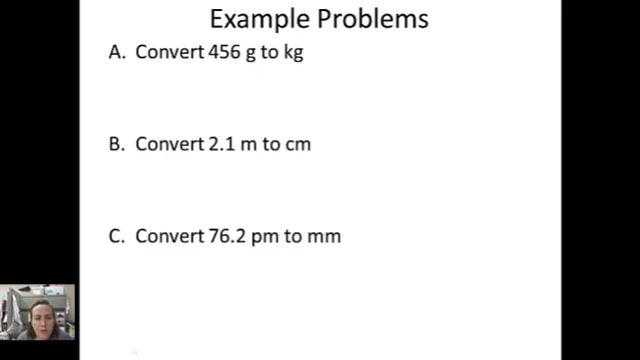 Example Problems
A. Convert 456 g to kg
B. Convert 2.1 m to cm
C. Convert 76.2 pm to mm